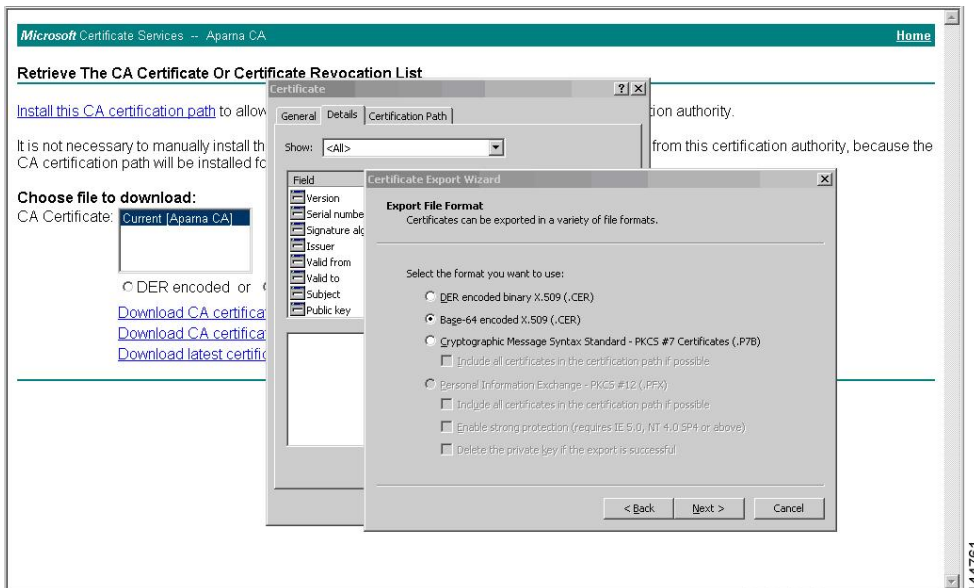 Microsoft Certificate Services -- Aparna CA Home
Retrieve The CA Certificate Or Certificate Revocation List
Install this CA certification path to allow
tion authority.
It is not necessary to manually install th
from this certification authority, because the
CA certification path will be installed fo
Choose file to download:
CA Certificate:
Current [Aparna CA]
DER encoded or
Download CA certifica
Download CA certifica
Download latest certific
Certificate
General Details Certification Path
Show: <All>
Field
Version
Serial numbe
Signature alg
Issuer
Valid from
Valid to
Subject
Public key
Certificate Export Wizard
Export File Format
Certificates can be exported in a variety of file formats.
Select the format you want to use:
DER encoded binary X.509 (.CER)
Base-64 encoded X.509 (.CER)
Cryptographic Message Syntax Standard - PKCS #7 Certificates (.P7B)
Include all certificates in the certification path if possible
Personal Information Exchange - PKCS #12 (.PFX)
Include all certificates in the certification path if possible
Enable strong protection (requires IE 5.0, NT 4.0 SP4 or above)
Delete the private key if the export is successful
< Back Next > Cancel